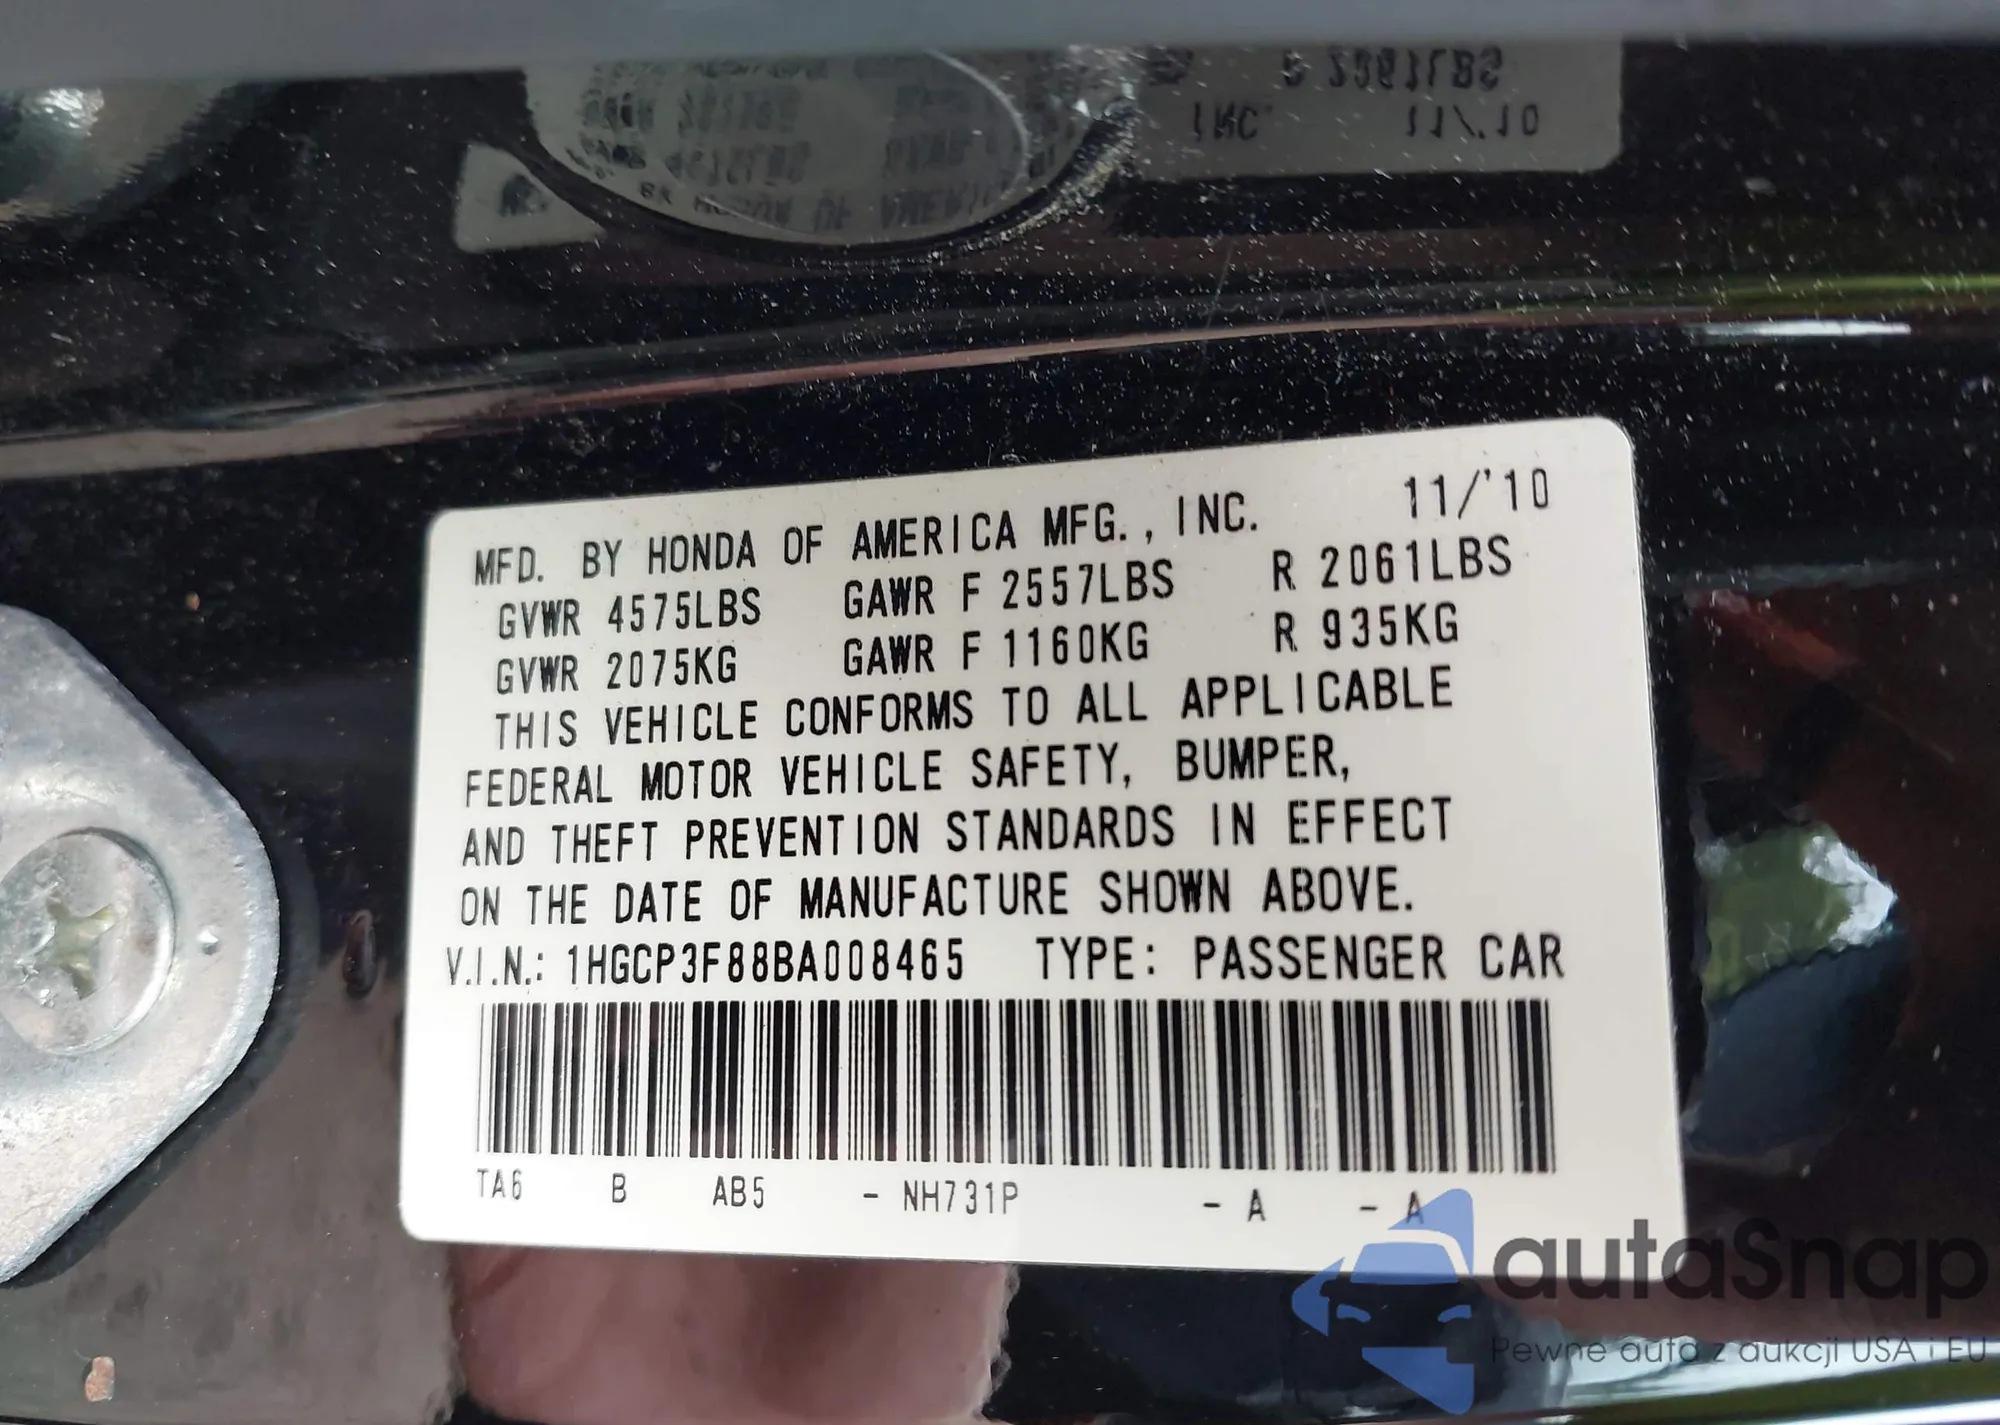 MFD. BY HONDA OF AMERICA MFG., INC. 11/'10
GVWR 4575LBS GAWR F 2557LBS R 2061LBS
GVWR 2075KG GAWR F 1160KG R 935KG
THIS VEHICLE CONFORMS TO ALL APPLICABLE
FEDERAL MOTOR VEHICLE SAFETY, BUMPER,
AND THEFT PREVENTION STANDARDS IN EFFECT
ON THE DATE OF MANUFACTURE SHOWN ABOVE.
V.I.N.: 1HGCP3F88BA008465 TYPE: PASSENGER CAR
TA6 B AB5 - NH731P - A - A
autaSnap
Pewne auta z aukcji USA i EU